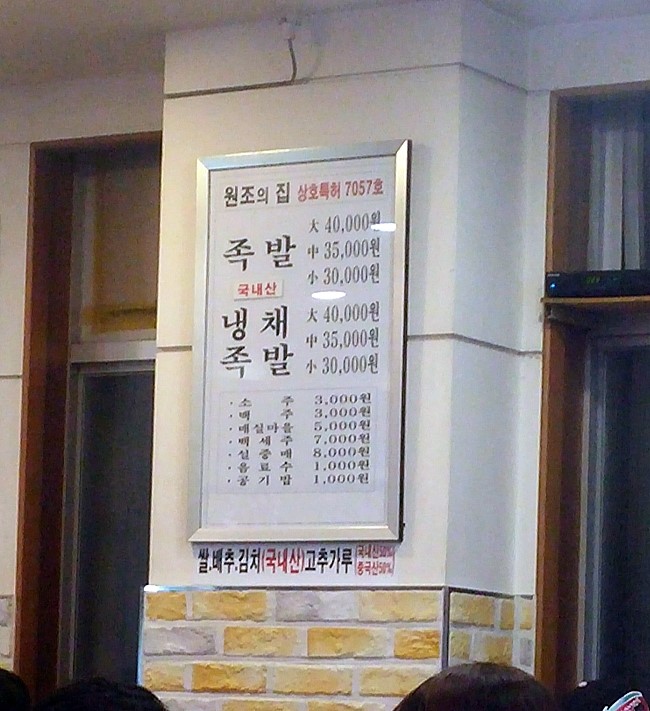 원조의 집 상호특허 7057호
족발
大 40,000원
中 35,000원
小 30,000원
국내산
냉채
족발
大 40,000원
中 35,000원
小 30,000원
· 소 주 3,000원
· 맥 주 3,000원
· 매실마을 5,000원
· 백 세 주 7,000원
· 설 중 매 8,000원
· 음 료 수 1,000원
· 공 기 밥 1,000원
쌀.배추.김치(국내산)고추가루 국내산50%
중국산50%